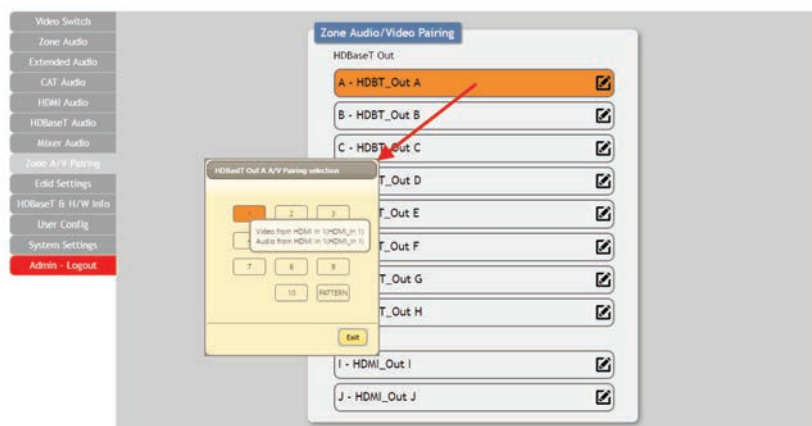 Video Switch
Zone Audio
Extended Audio
CAT Audio
HDMI Audio
HDBaseT Audio
Mixer Audio
Zone A/V Pairing
Edid Settings
HDBaseT & H/W Info
User Config
System Settings
Admin - Logout
Zone Audio/Video Pairing
HDBaseT Out
A - HDBT_Out A
B - HDBT_Out B
C - HDBT_Out C
T_Out D
T_Out E
T_Out F
T_Out G
T_Out H
I - HDMI_Out I
J - HDMI_Out J
HDBaseT Out A A/V Pairing selection
1 2 3
Video from HDMI In 1(HDMI_In 1)
Audio from HDMI In 1(HDMI_In 1)
7 8 9
10 PATTERN
Exit